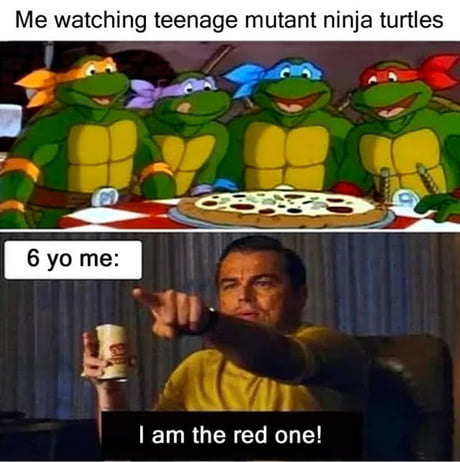 Me watching teenage mutant ninja turtles
6 yo me:
I am the red one!